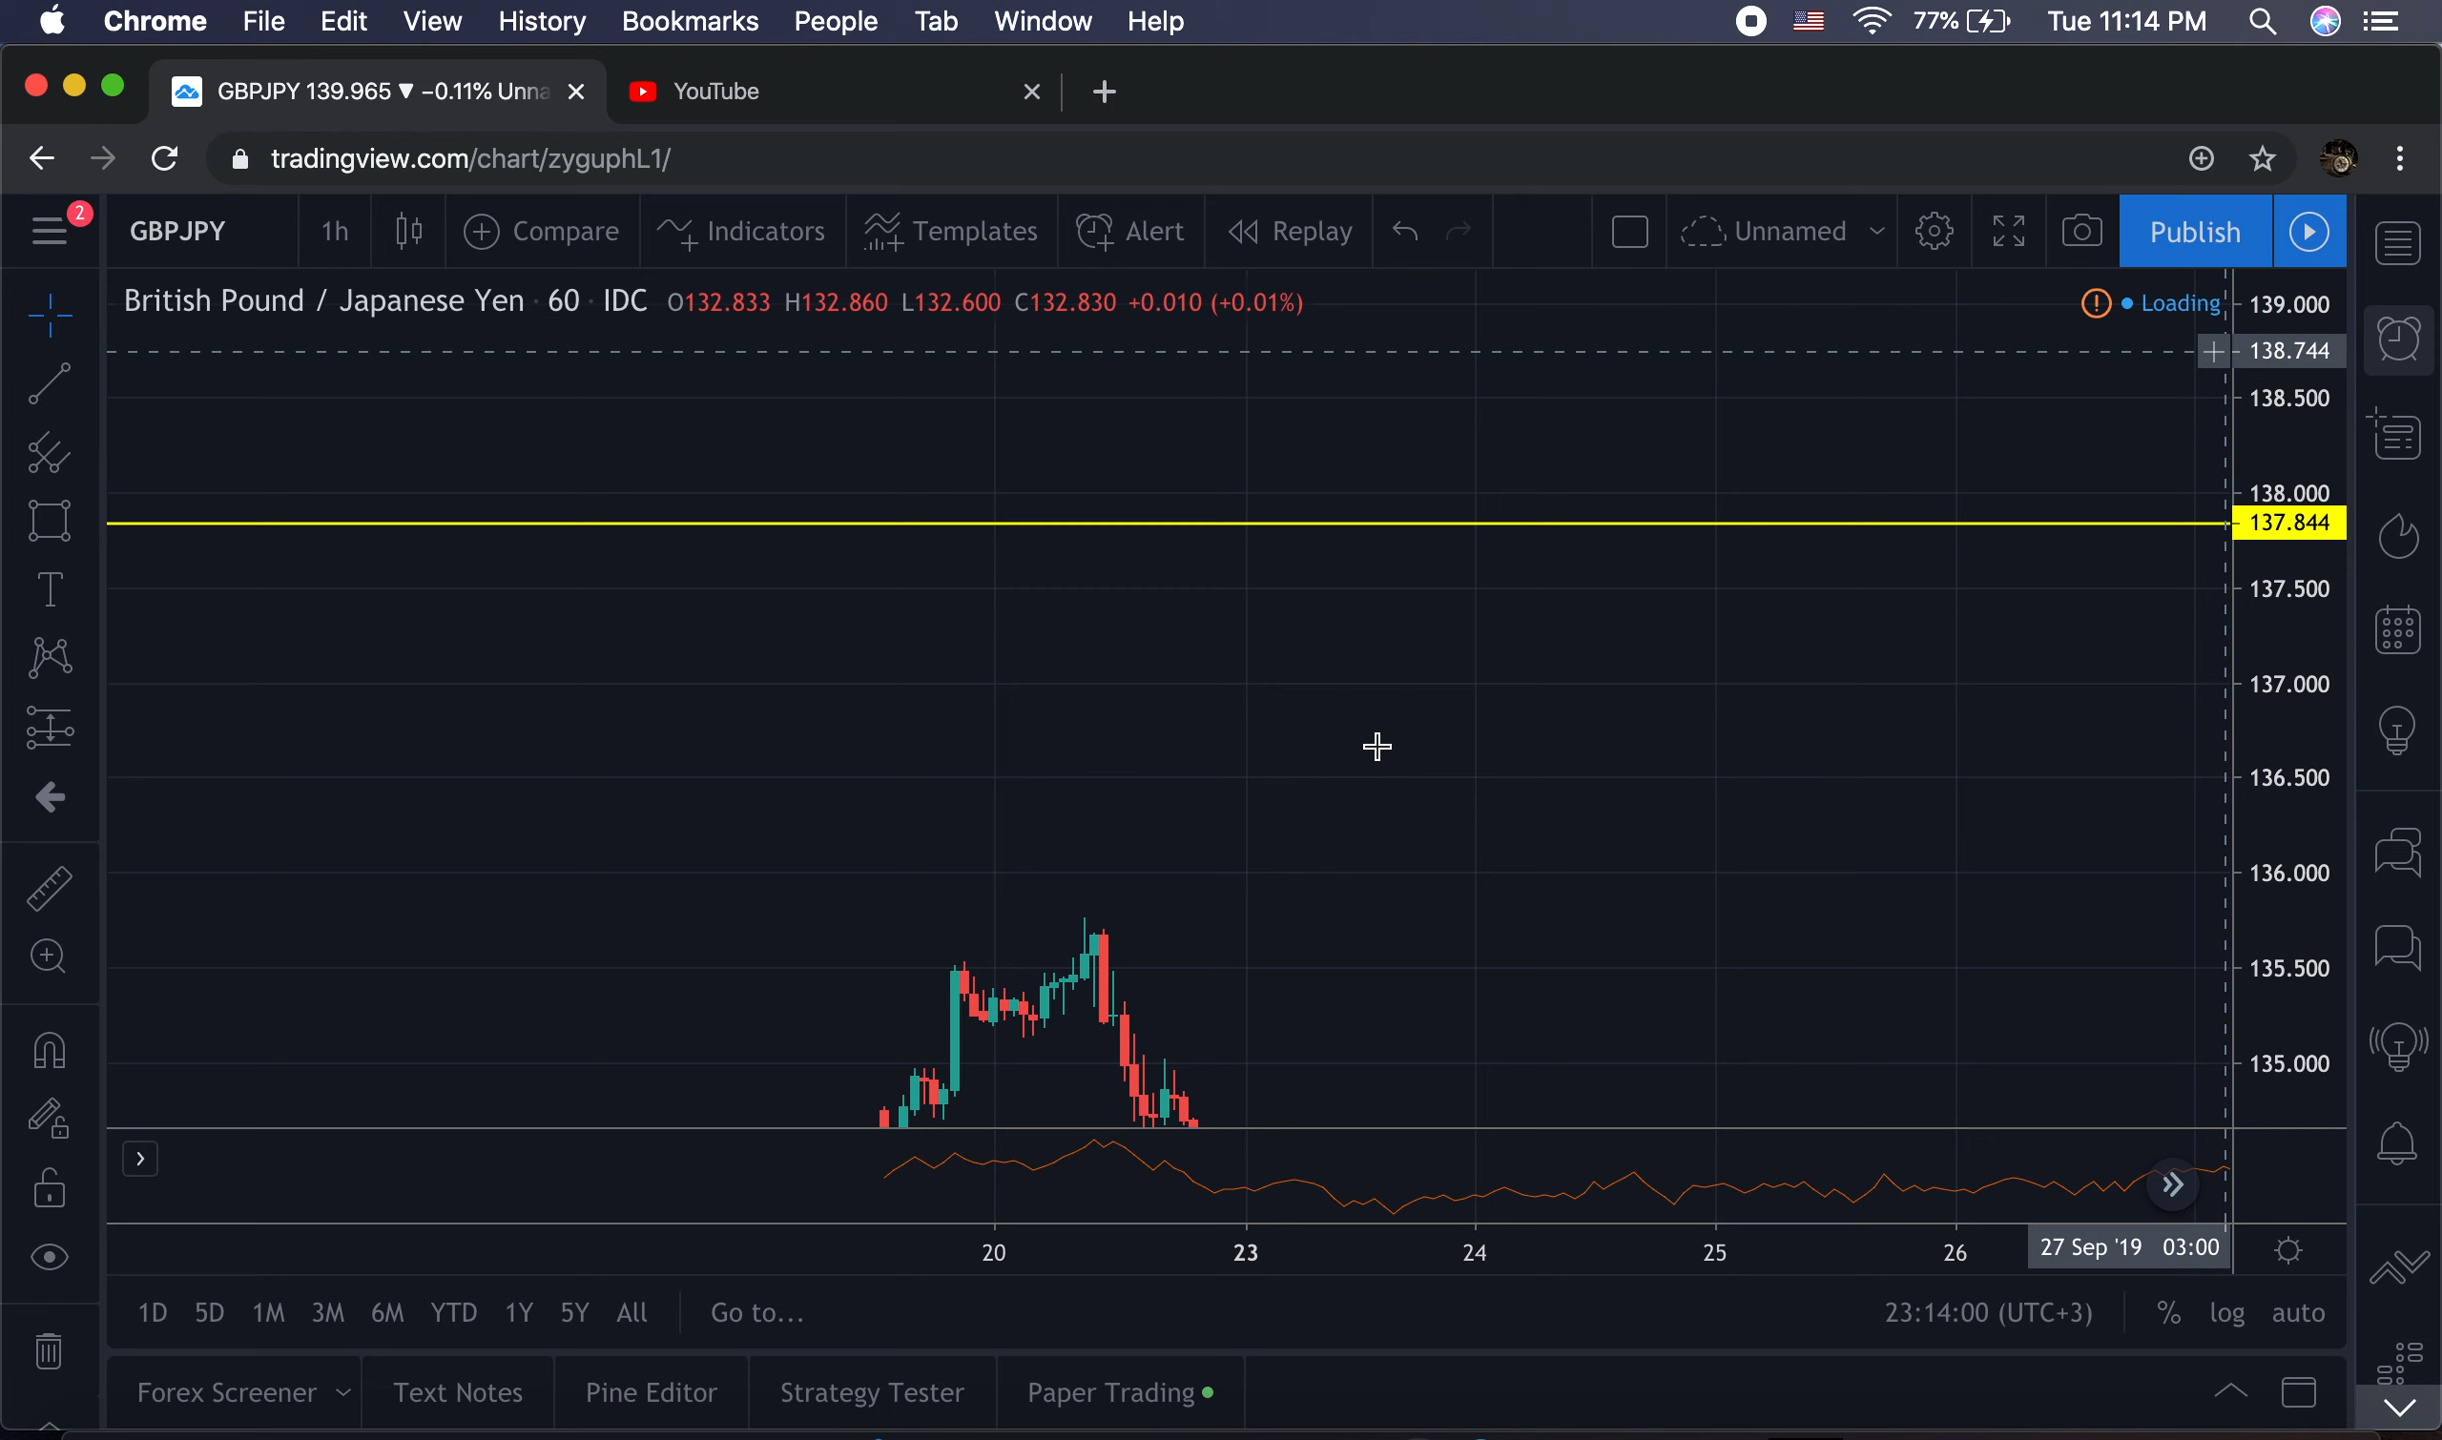 Chrome File Edit View History Bookmarks People Tab Window Help 77% Tue 11:14 PM
GBPJPY 139.965 ▼ −0.11% Unna YouTube
tradingview.com/chart/zyguphL1/
2 GBPJPY 1h Compare Indicators Templates Alert Replay Unnamed Publish
British Pound / Japanese Yen · 60 · IDC O132.833 H132.860 L132.600 C132.830 +0.010 (+0.01%) Loading 139.000
138.744
138.500
138.000
137.844
137.500
137.000
136.500
136.000
135.500
135.000
20 23 24 25 26 27 Sep '19 03:00
1D 5D 1M 3M 6M YTD 1Y 5Y All Go to... 23:14:00 (UTC+3) % log auto
Forex Screener Text Notes Pine Editor Strategy Tester Paper Trading